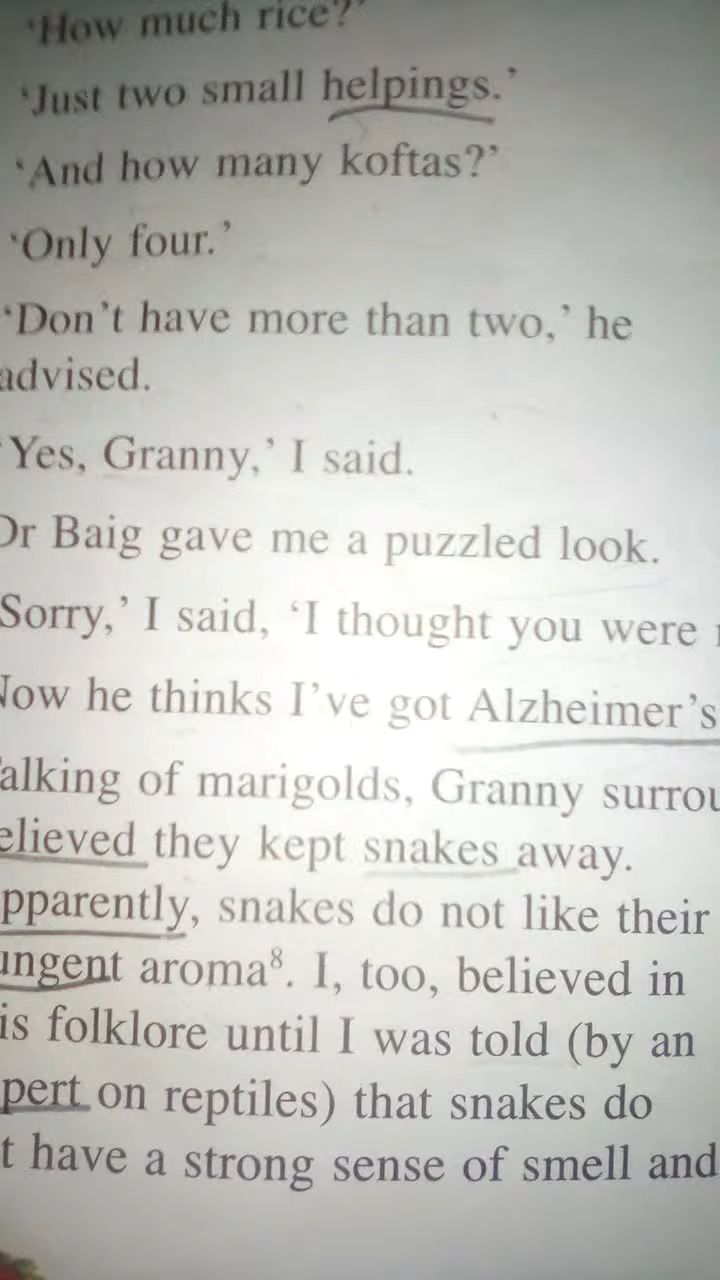 'How much rice?'
'Just two small helpings.'
'And how many koftas?'
'Only four.'
'Don't have more than two,' he
advised.
'Yes, Granny,' I said.
Dr Baig gave me a puzzled look.
Sorry,' I said, 'I thought you were
Now he thinks I've got Alzheimer's
alking of marigolds, Granny surrou
elieved they kept snakes away.
pparently, snakes do not like their
ungent aroma⁸. I, too, believed in
is folklore until I was told (by an
pert on reptiles) that snakes do
t have a strong sense of smell and